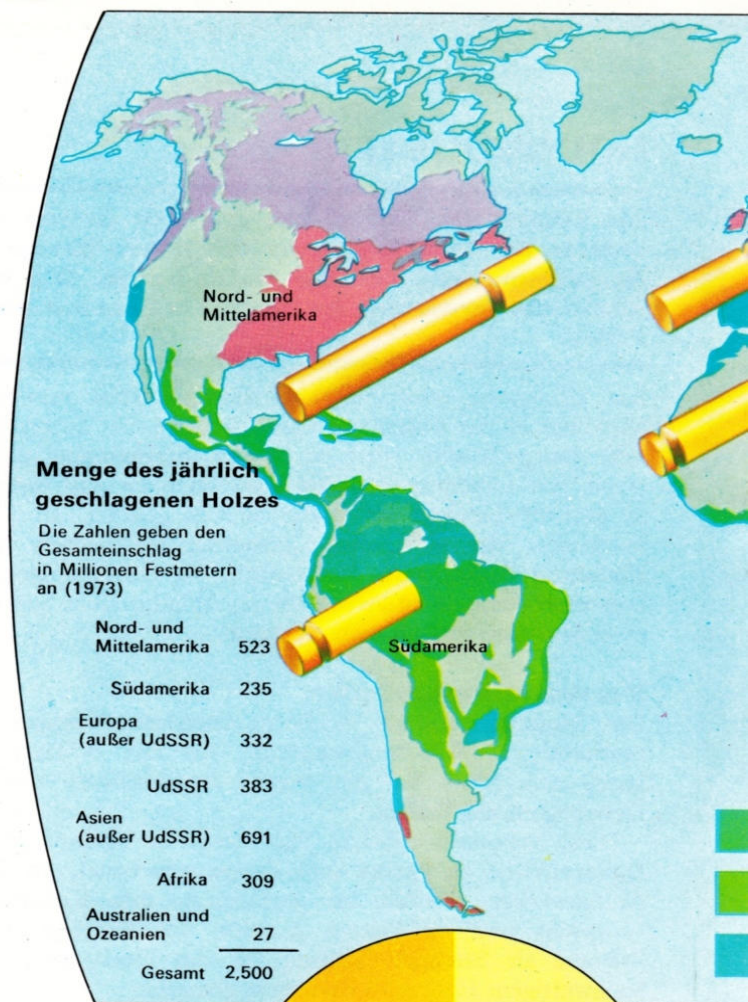 Nord- und
Mittelamerika
Menge des jährlich
geschlagenen Holzes
Die Zahlen geben den
Gesamteinschlag
in Millionen Festmetern
an (1973)
Nord- und
Mittelamerika 523
Südamerika
Südamerika 235
Europa
(außer UdSSR) 332
UdSSR 383
Asien
(außer UdSSR) 691
Afrika 309
Australien und
Ozeanien 27
Gesamt 2,500